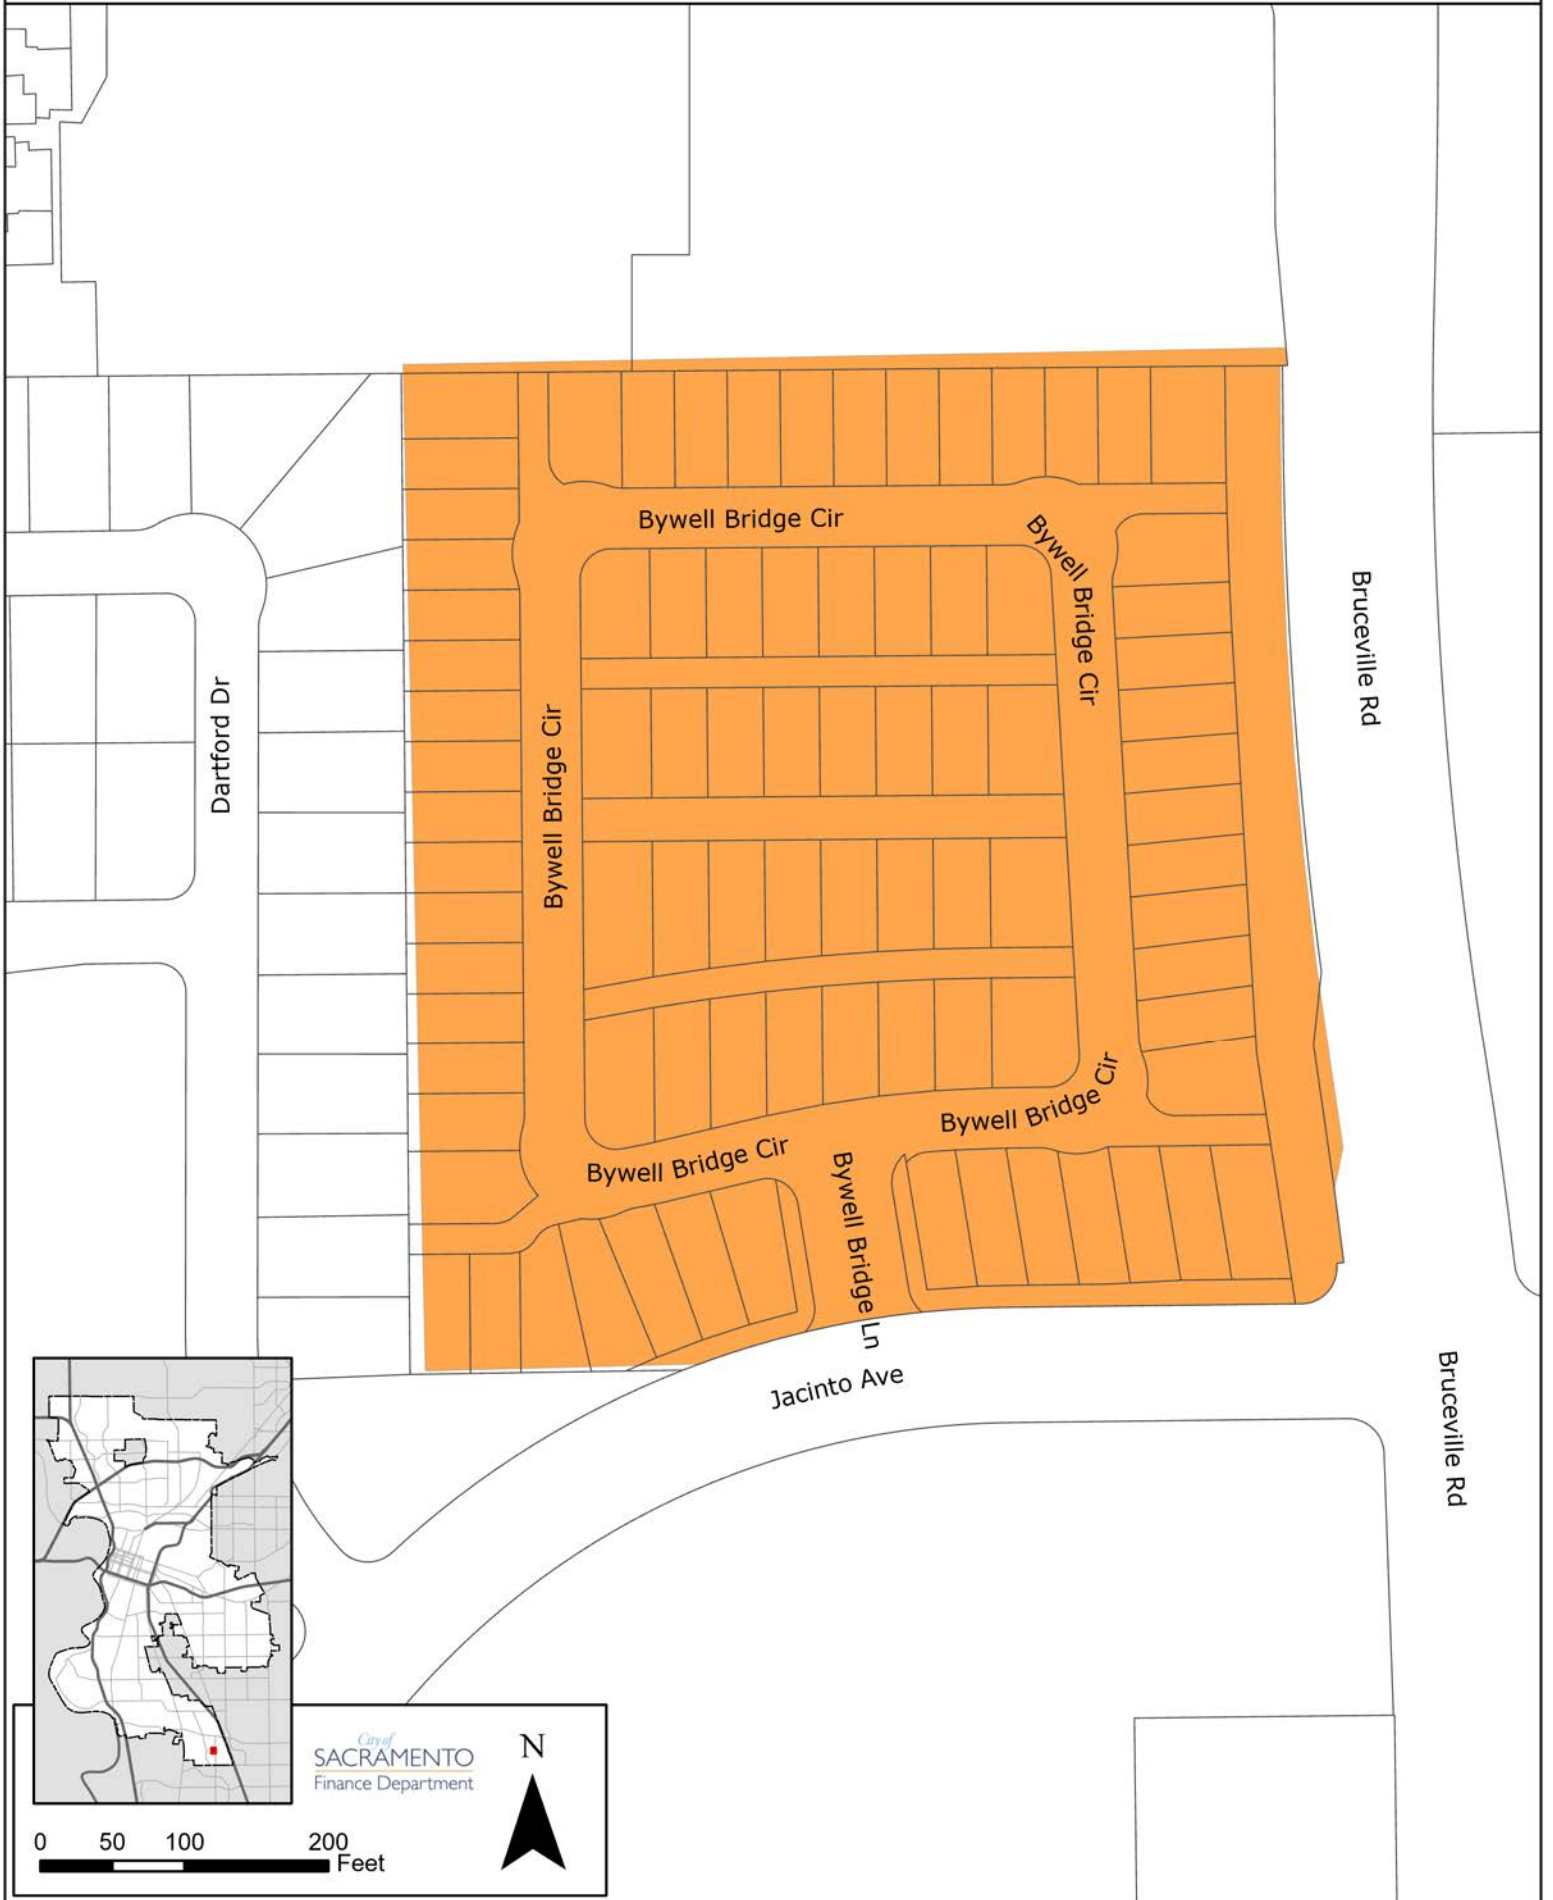 Bywell Bridge Cir
Bywell Bridge Cir
Bruceville Rd
Dartford Dr
Bywell Bridge Cir
Bywell Bridge Cir
Bywell Bridge Cir
Bywell Bridge Ln
Jacinto Ave
Bruceville Rd
City of
SACRAMENTO
Finance Department
N
0 50 100 200
Feet